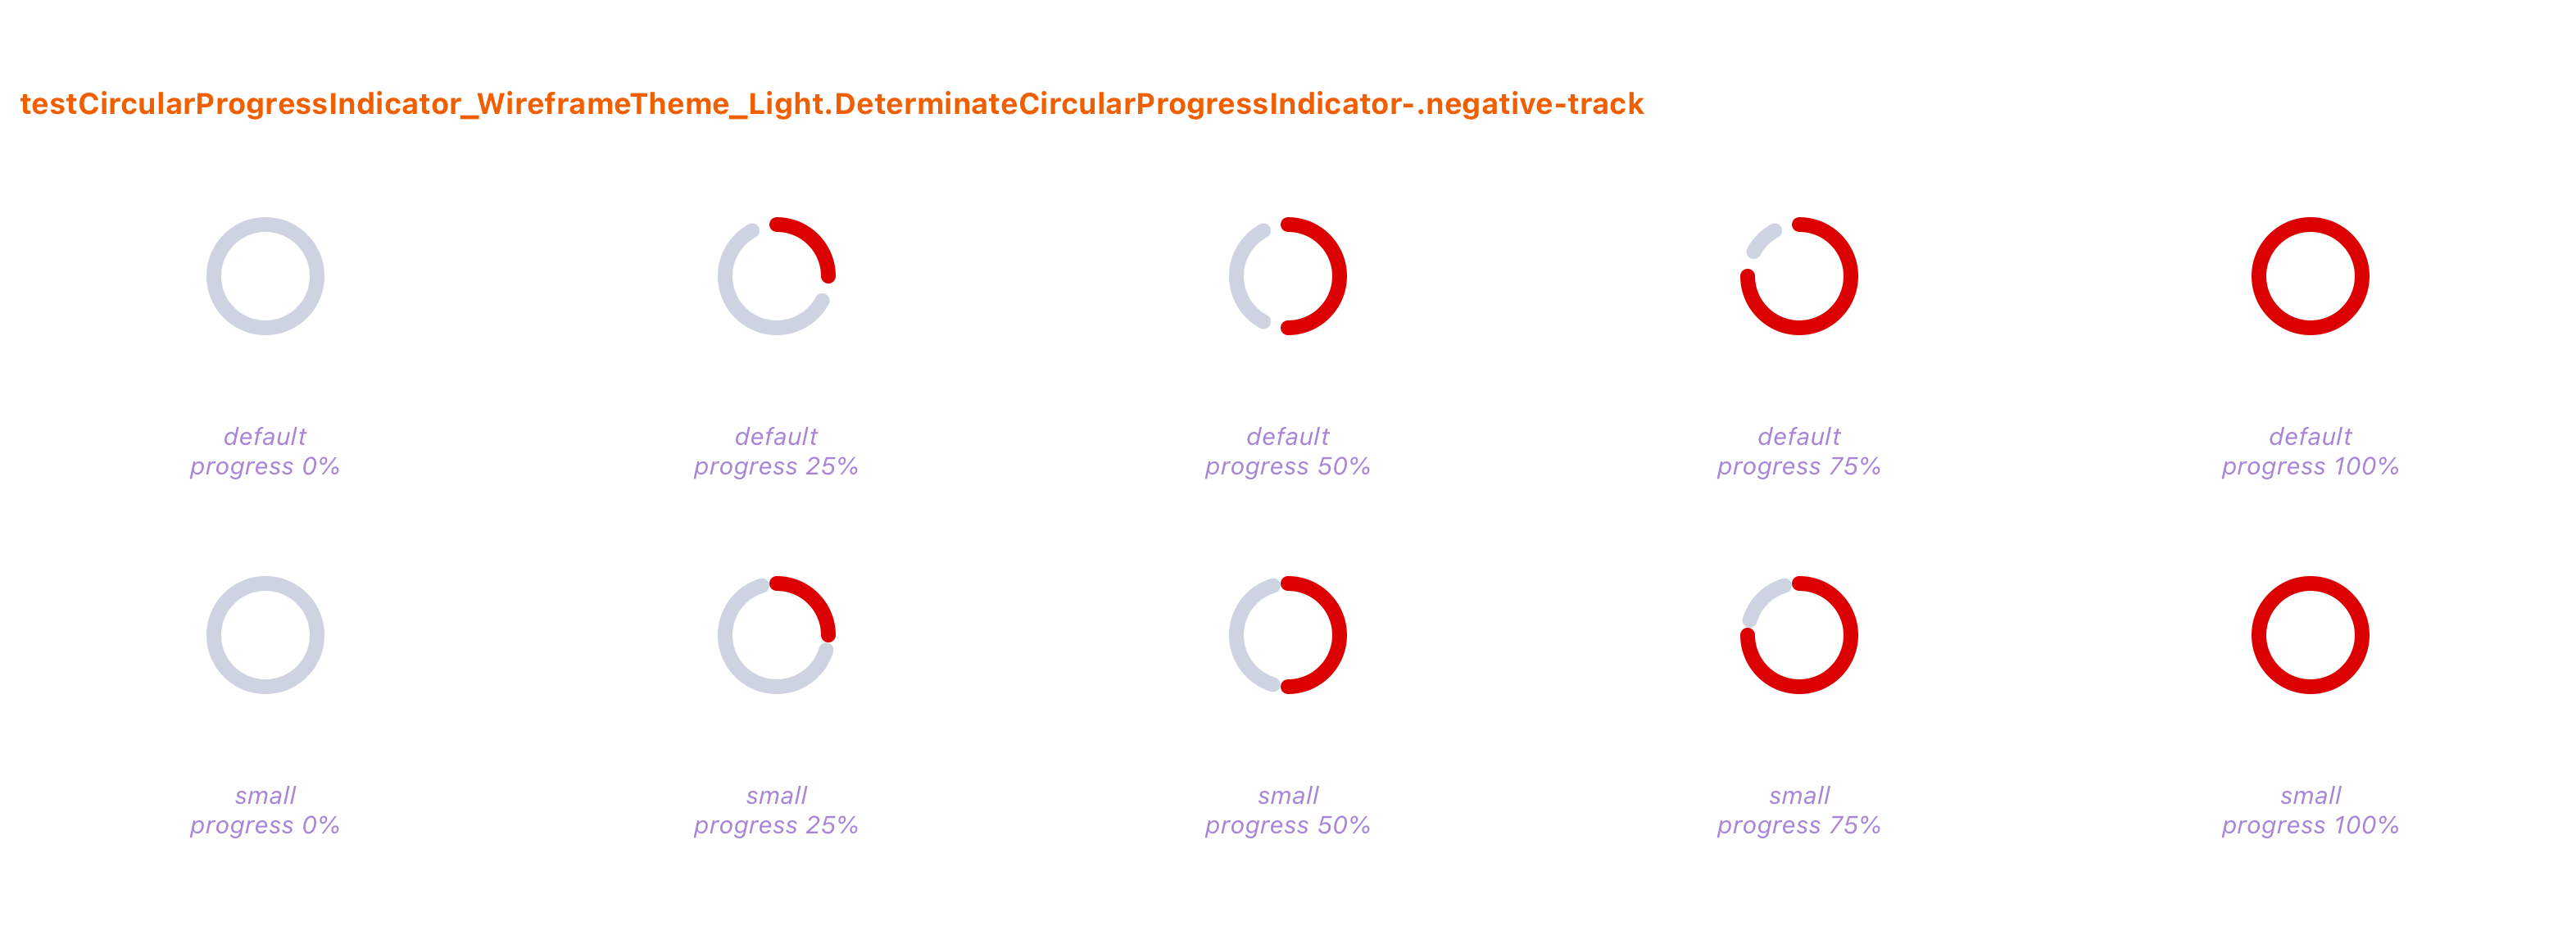 testCircularProgressIndicator_WireframeTheme_Light.DeterminateCircularProgressIndicator-.negative-track
default
progress 0%
default
progress 25%
default
progress 50%
default
progress 75%
default
progress 100%
small
progress 0%
small
progress 25%
small
progress 50%
small
progress 75%
small
progress 100%